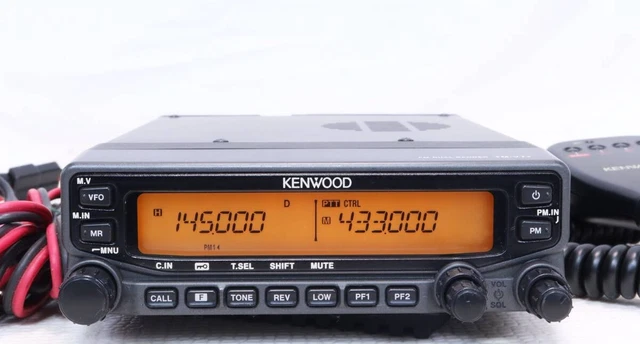 KENWOOD
M.V
VFO
M.IN
MR
MNU
H 145,000 D PTT CTRL M 433,000
PM14
PM.IN
PM
C.IN T.SEL SHIFT MUTE
CALL F TONE REV LOW PF1 PF2
VOL
SQL
KENWOOD